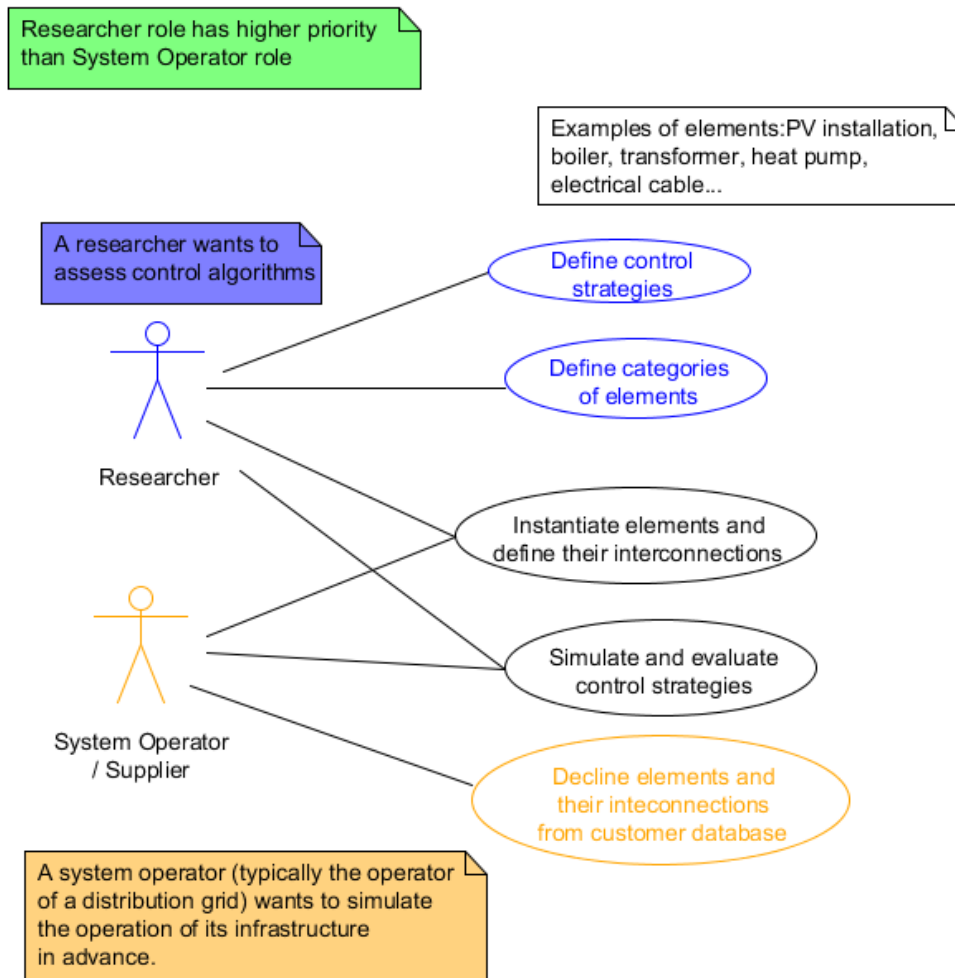 Researcher role has higher priority
than System Operator role
Examples of elements:PV installation,
boiler, transformer, heat pump,
electrical cable...
A researcher wants to
assess control algorithms
Define control
strategies
Define categories
of elements
Researcher
Instantiate elements and
define their interconnections
Simulate and evaluate
control strategies
System Operator
/ Supplier
Decline elements and
their inteconnections
from customer database
A system operator (typically the operator
of a distribution grid) wants to simulate
the operation of its infrastructure
in advance.